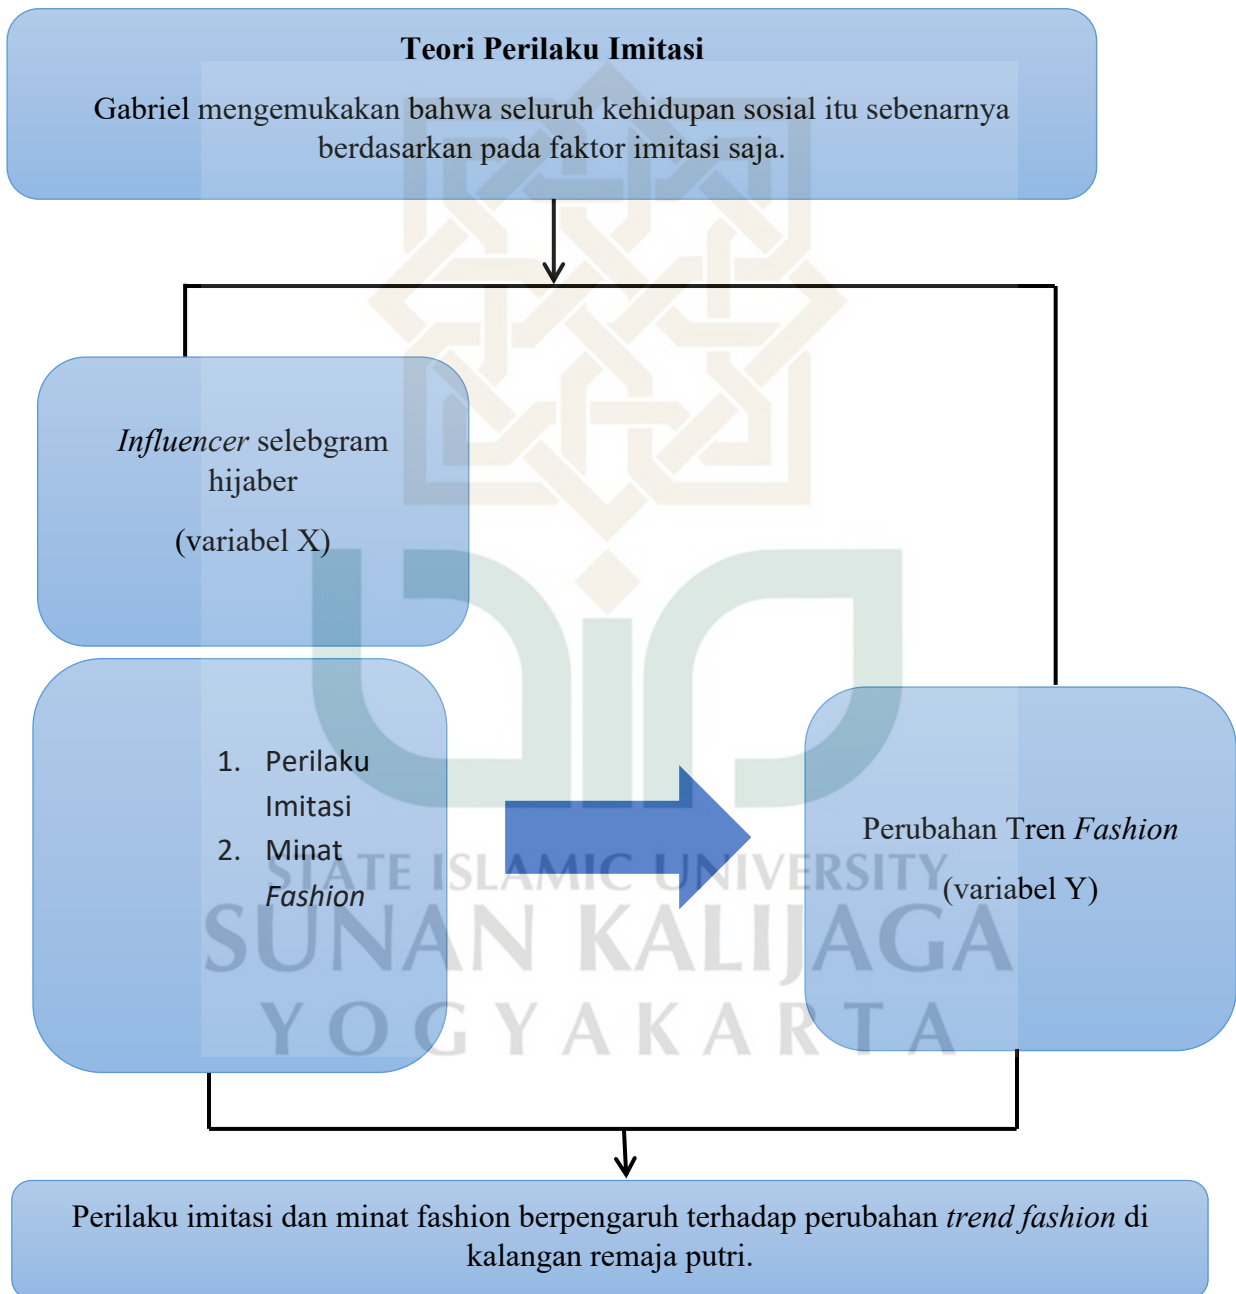 Teori Perilaku Imitasi
Gabriel mengemukakan bahwa seluruh kehidupan sosial itu sebenarnya
berdasarkan pada faktor imitasi saja.
Influencer selebgram
hijaber
(variabel X)
1. Perilaku
Imitasi
2. Minat
Fashion
Perubahan Tren Fashion
(variabel Y)
STATE ISLAMIC UNIVERSITY
SUNAN KALIJAGA
YOGYAKARTA
Perilaku imitasi dan minat fashion berpengaruh terhadap perubahan trend fashion di
kalangan remaja putri.